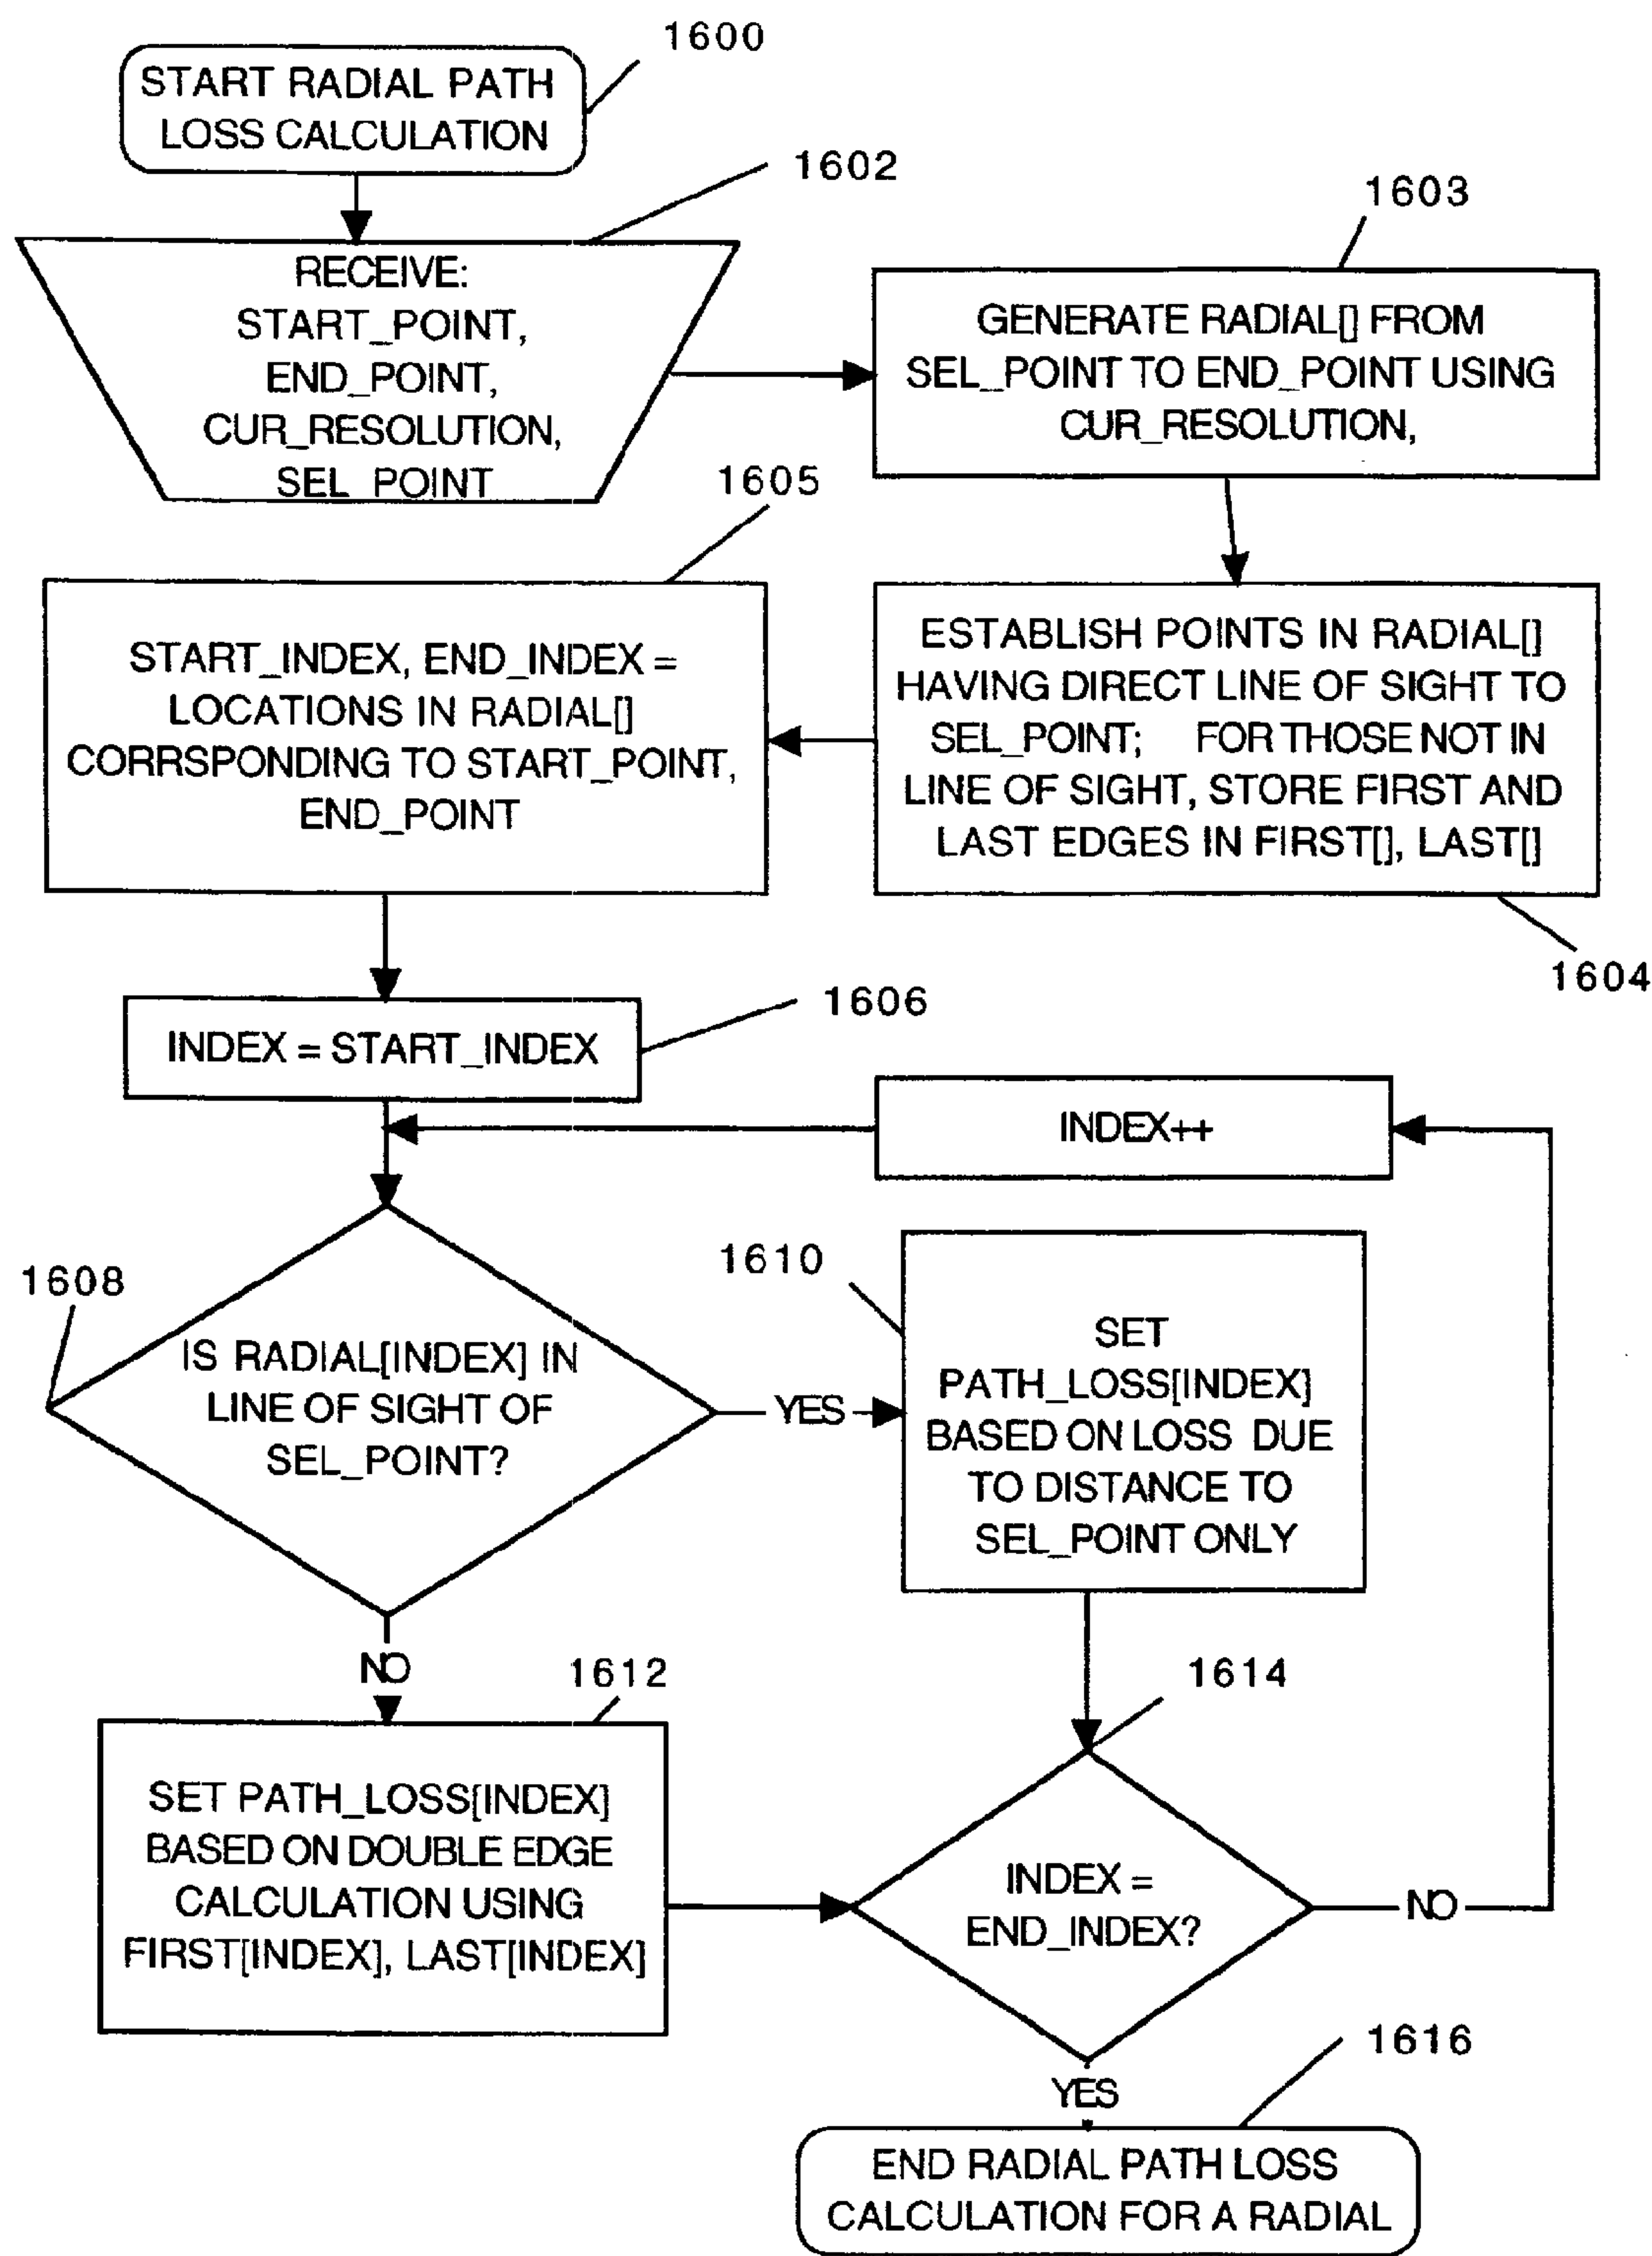 1600
START RADIAL PATH
LOSS CALCULATION
1602
RECEIVE:
START_POINT,
END_POINT,
CUR_RESOLUTION,
SEL_POINT
1603
GENERATE RADIAL[] FROM
SEL_POINT TO END_POINT USING
CUR_RESOLUTION,
1605
START_INDEX, END_INDEX =
LOCATIONS IN RADIAL[]
CORRSPONDING TO START_POINT,
END_POINT
ESTABLISH POINTS IN RADIAL[]
HAVING DIRECT LINE OF SIGHT TO
SEL_POINT; FOR THOSE NOT IN
LINE OF SIGHT, STORE FIRST AND
LAST EDGES IN FIRST[], LAST[]
1604
1606
INDEX = START_INDEX
INDEX++
1608
IS RADIAL[INDEX] IN
LINE OF SIGHT OF
SEL_POINT?
YES
1610
SET
PATH_LOSS[INDEX]
BASED ON LOSS DUE
TO DISTANCE TO
SEL_POINT ONLY
NO
1612
SET PATH_LOSS[INDEX]
BASED ON DOUBLE EDGE
CALCULATION USING
FIRST[INDEX], LAST[INDEX]
1614
INDEX =
END_INDEX?
NO
YES
1616
END RADIAL PATH LOSS
CALCULATION FOR A RADIAL